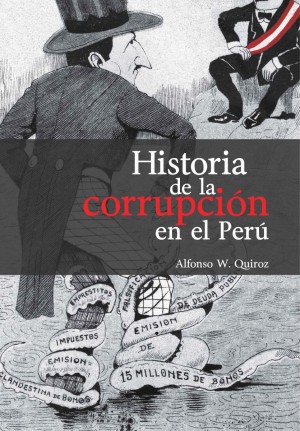 Historia
de la
corrupción
en el Perú
Alfonso W. Quiroz
EMPRESTITOS
FALSIFICA
DE DEUDA PUBL
IMPUESTOS
EMISION
EMISION
DE
CLANDESTINA DE BONOS
15 MILLONES DE BONOS